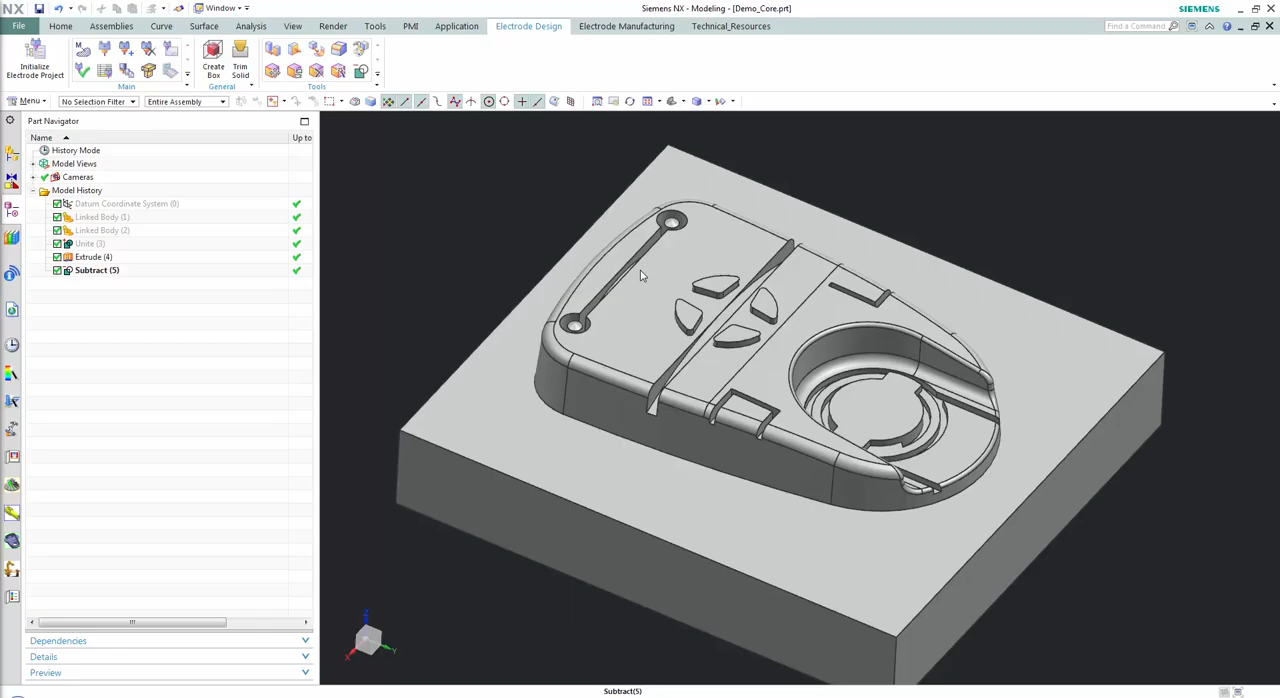 NX
Window
Siemens NX - Modeling - [Demo_Core.prt]
SIEMENS
File
Home
Assemblies
Curve
Surface
Analysis
View
Render
Tools
PMI
Application
Electrode Design
Electrode Manufacturing
Technical_Resources
Find a Command
Initialize
Electrode Project
Main
Create
Box
Trim
Solid
General
Tools
Menu
No Selection Filter
Entire Assembly
Part Navigator
Name
Up to
History Mode
Model Views
Cameras
Model History
Datum Coordinate System (0)
Linked Body (1)
Linked Body (2)
Unite (3)
Extrude (4)
Subtract (5)
Dependencies
Details
Preview
Z
X
Y
Subtract(5)